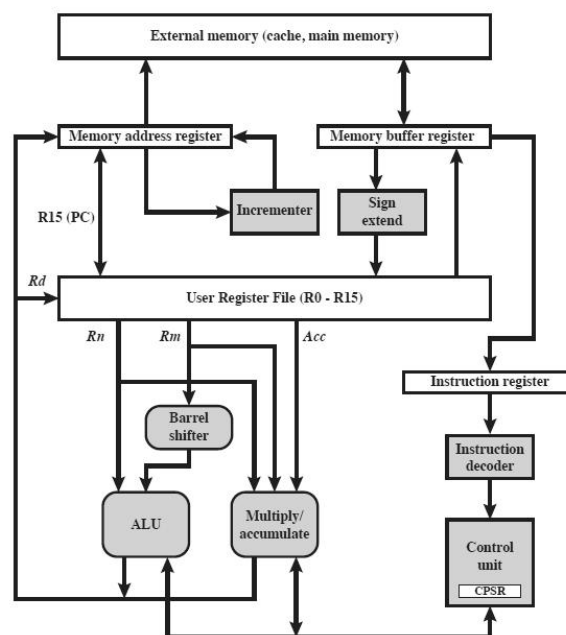 External memory (cache, main memory)
Memory address register
Memory buffer register
R15 (PC)
Incrementer
Sign
extend
Rd
User Register File (R0 - R15)
Rn
Rm
Acc
Instruction register
Barrel
shifter
Instruction
decoder
ALU
Multiply/
accumulate
Control
unit
CPSR